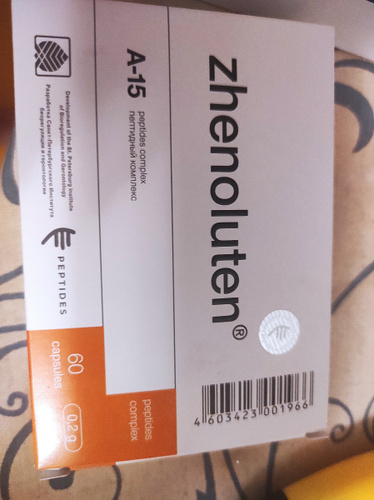 zhenoluten®
A-15
peptides complex
пептидный комплекс
Development of the St. Petersburg Institute
of Bioregulation and Gerontology
Разработка Санкт-Петербургского Института
биорегуляции и геронтологии
PEPTIDES
60
capsules
0,2 g
peptides
complex
4 603423 001966